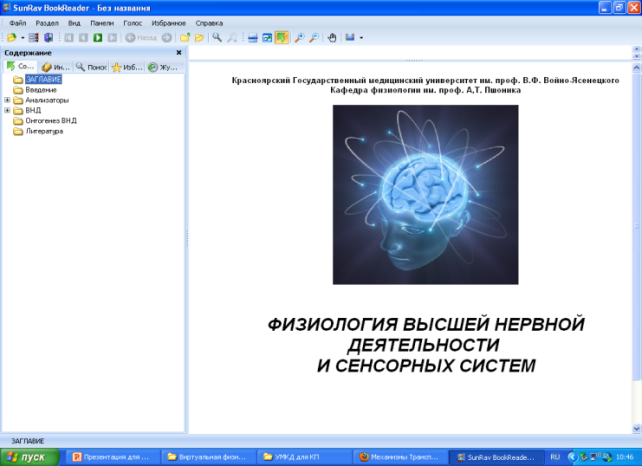 SunRav BookReader - Без названия
Файл Раздел Вид Панели Голос Избранное Справка
Назад
Содержание
Со... Ин... Поиск Изб... Жу...
ЗАГЛАВИЕ
Введение
Анализаторы
ВНД
Онтогенез ВНД
Литература
Красноярский Государственный медицинский университет им. проф. В.Ф. Войно-Ясенецкого
Кафедра физиологии им. проф. А,Т. Пшоника
ФИЗИОЛОГИЯ ВЫСШЕЙ НЕРВНОЙ
ДЕЯТЕЛЬНОСТИ
И СЕНСОРНЫХ СИСТЕМ
ЗАГЛАВИЕ
пуск Презентация для ... Виртуальная физи... УМКД для КП Механизмы Трансп... SunRav BookReade... RU 10:46